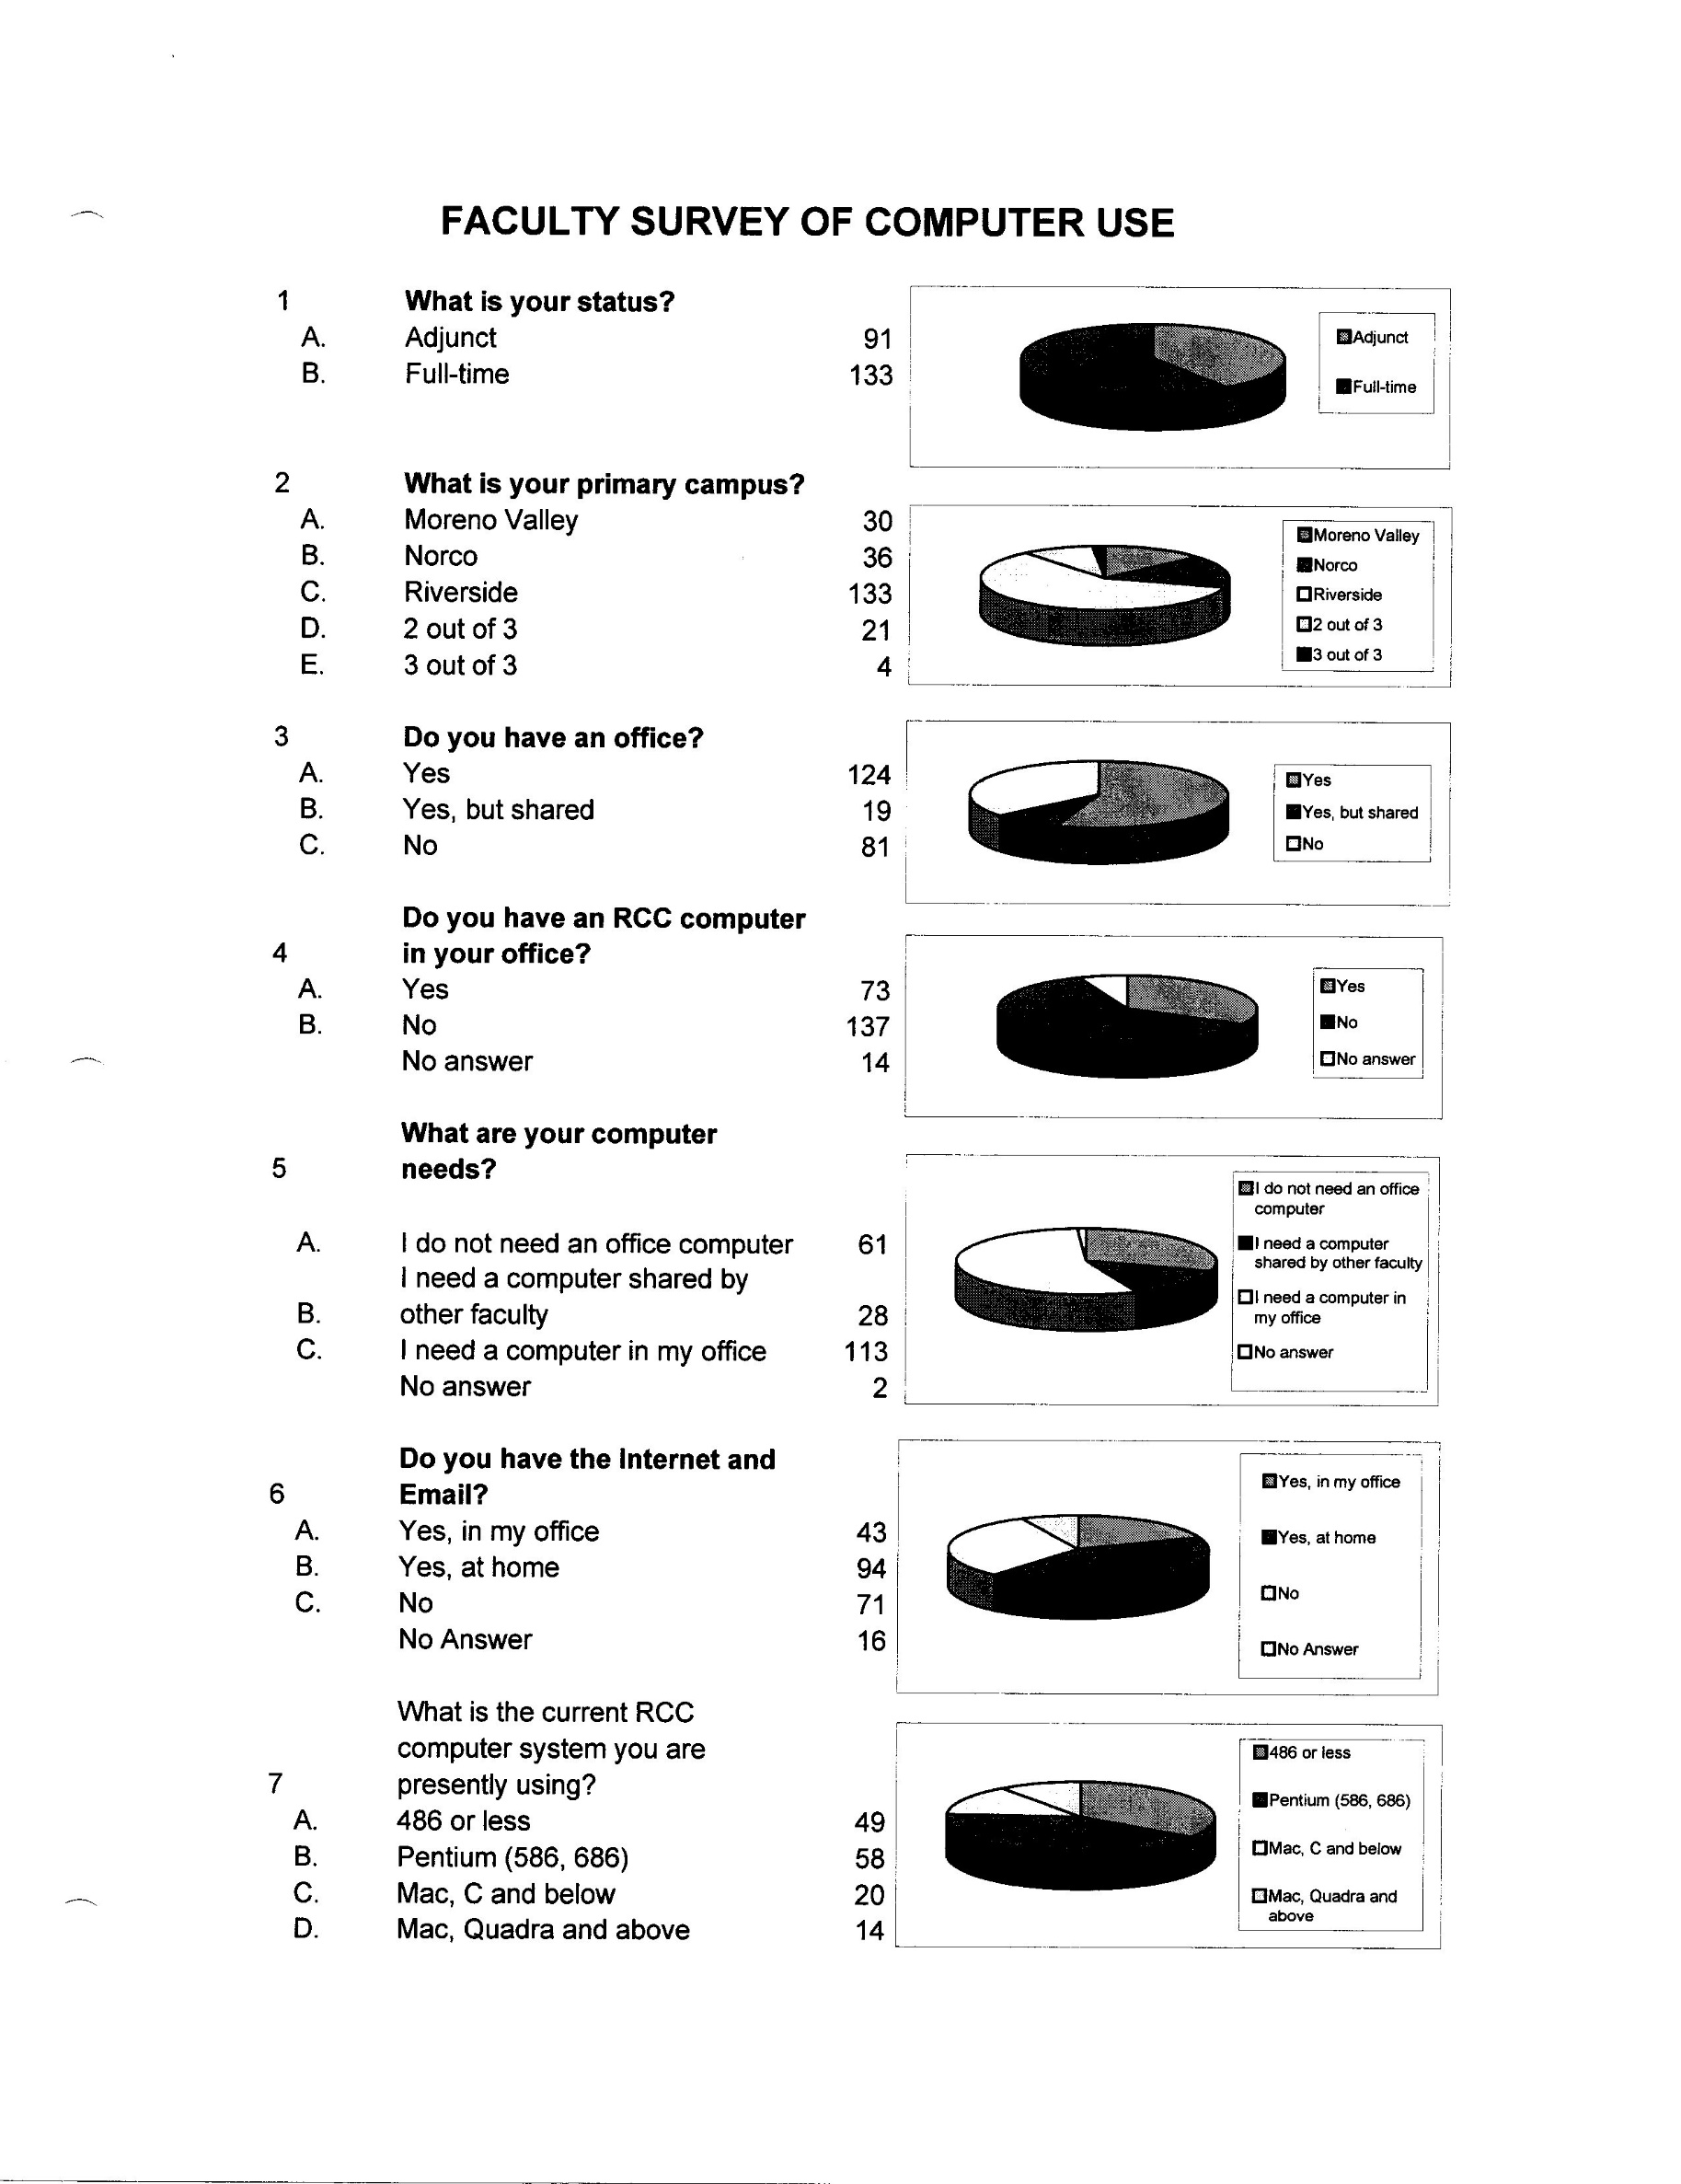 FACULTY SURVEY OF COMPUTER USE
1 What is your status?
A. Adjunct 91
B. Full-time 133
Adjunct
Full-time
2 What is your primary campus?
A. Moreno Valley 30
B. Norco 36
C. Riverside 133
D. 2 out of 3 21
E. 3 out of 3 4
Moreno Valley
Norco
Riverside
2 out of 3
3 out of 3
3 Do you have an office?
A. Yes 124
B. Yes, but shared 19
C. No 81
Yes
Yes, but shared
No
Do you have an RCC computer
4 in your office?
A. Yes 73
B. No 137
No answer 14
Yes
No
No answer
What are your computer
5 needs?
A. I do not need an office computer 61
I need a computer shared by
B. other faculty 28
C. I need a computer in my office 113
No answer 2
I do not need an office
computer
I need a computer
shared by other faculty
I need a computer in
my office
No answer
Do you have the Internet and
6 Email?
A. Yes, in my office 43
B. Yes, at home 94
C. No 71
No Answer 16
Yes, in my office
Yes, at home
No
No Answer
What is the current RCC
computer system you are
7 presently using?
A. 486 or less 49
B. Pentium (586, 686) 58
C. Mac, C and below 20
D. Mac, Quadra and above 14
486 or less
Pentium (586, 686)
Mac, C and below
Mac, Quadra and
above